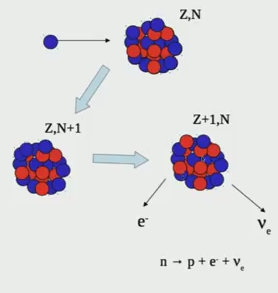 Z,N
Z,N+1
Z+1,N
e-
νe
n → p + e- + νe